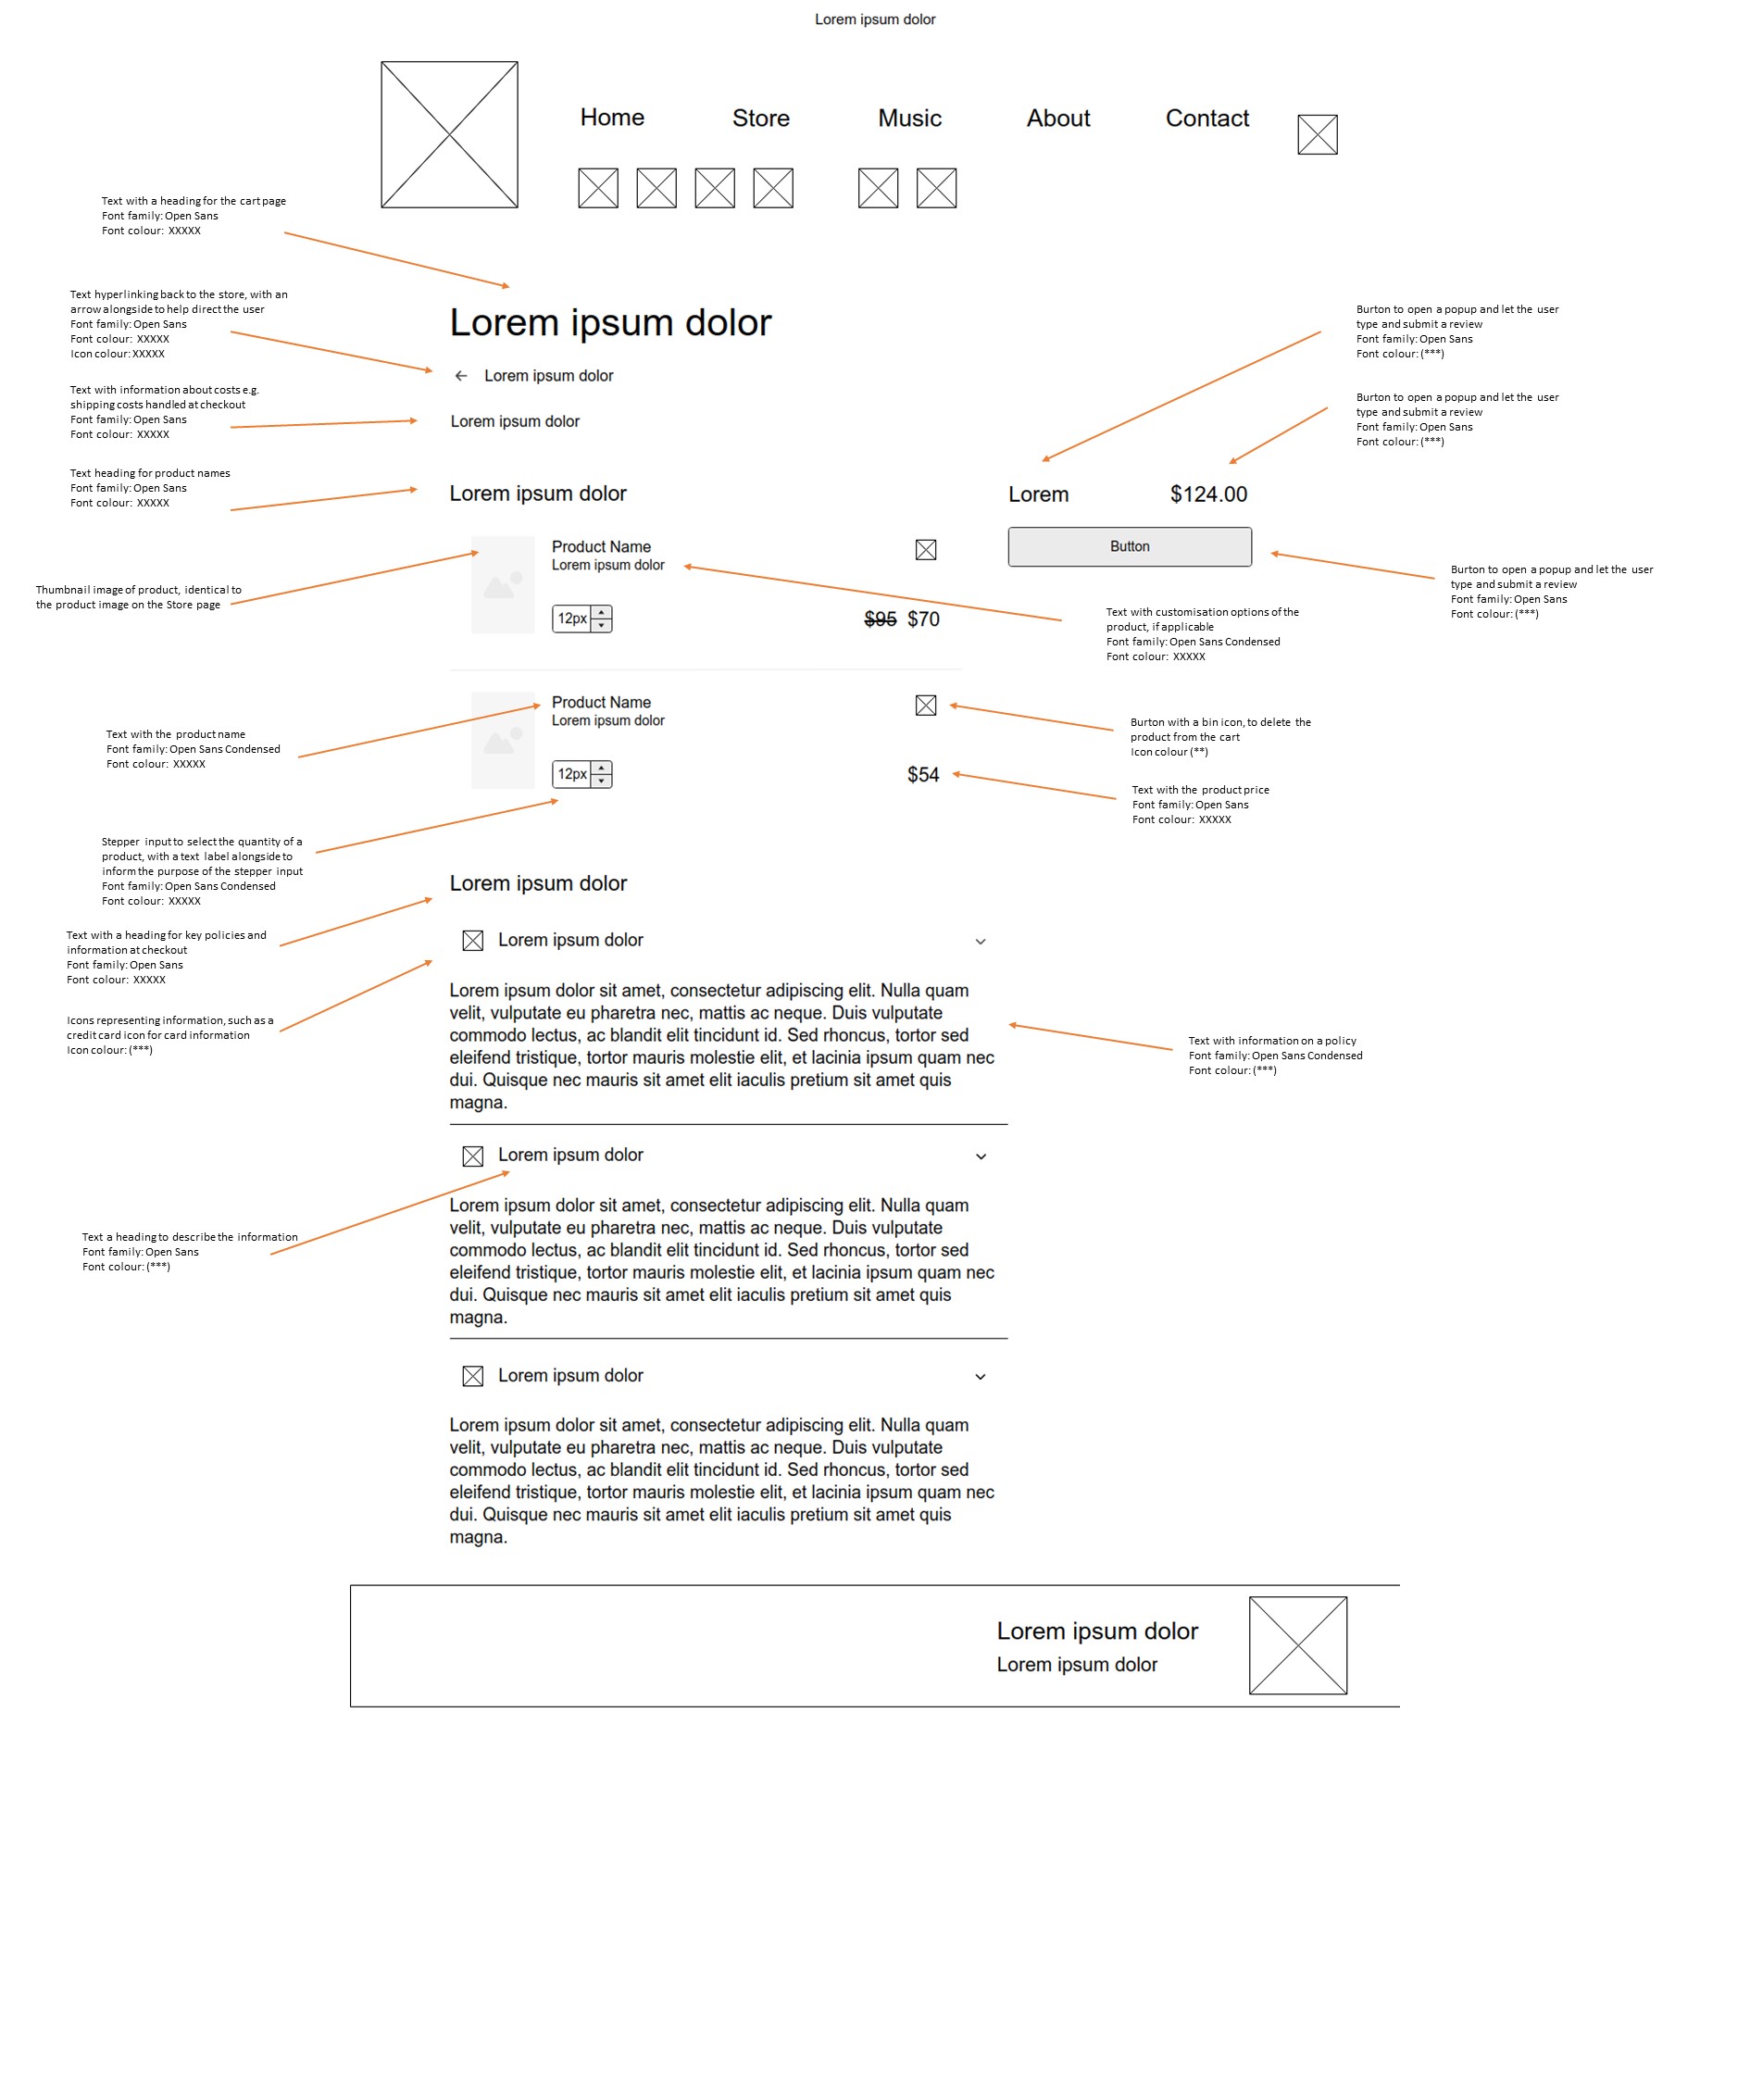 Lorem ipsum dolor
Home Store Music About Contact
Text with a heading for the cart page
Font family: Open Sans
Font colour: XXXXX
Text hyperlinking back to the store, with an
arrow alongside to help direct the user
Font family: Open Sans
Font colour: XXXXX
Icon colour: XXXXX
Text with information about costs e.g.
shipping costs handled at checkout
Font family: Open Sans
Font colour: XXXXX
Text heading for product names
Font family: Open Sans
Font colour: XXXXX
Thumbnail image of product, identical to
the product image on the Store page
Text with the product name
Font family: Open Sans Condensed
Font colour: XXXXX
Stepper input to select the quantity of a
product, with a text label alongside to
inform the purpose of the stepper input
Font family: Open Sans Condensed
Font colour: XXXXX
Text with a heading for key policies and
information at checkout
Font family: Open Sans
Font colour: XXXXX
Icons representing information, such as a
credit card icon for card information
Icon colour: (***)
Text a heading to describe the information
Font family: Open Sans
Font colour: (***)
Lorem ipsum dolor
Lorem ipsum dolor
Lorem ipsum dolor
Lorem ipsum dolor
Product Name
Lorem ipsum dolor
12px
$95 $70
Product Name
Lorem ipsum dolor
12px
$54
Lorem ipsum dolor
Lorem ipsum dolor
Lorem ipsum dolor sit amet, consectetur adipiscing elit. Nulla quam
velit, vulputate eu pharetra nec, mattis ac neque. Duis vulputate
commodo lectus, ac blandit elit tincidunt id. Sed rhoncus, tortor sed
eleifend tristique, tortor mauris molestie elit, et lacinia ipsum quam nec
dui. Quisque nec mauris sit amet elit iaculis pretium sit amet quis
magna.
Lorem ipsum dolor
Lorem ipsum dolor sit amet, consectetur adipiscing elit. Nulla quam
velit, vulputate eu pharetra nec, mattis ac neque. Duis vulputate
commodo lectus, ac blandit elit tincidunt id. Sed rhoncus, tortor sed
eleifend tristique, tortor mauris molestie elit, et lacinia ipsum quam nec
dui. Quisque nec mauris sit amet elit iaculis pretium sit amet quis
magna.
Lorem ipsum dolor
Lorem ipsum dolor sit amet, consectetur adipiscing elit. Nulla quam
velit, vulputate eu pharetra nec, mattis ac neque. Duis vulputate
commodo lectus, ac blandit elit tincidunt id. Sed rhoncus, tortor sed
eleifend tristique, tortor mauris molestie elit, et lacinia ipsum quam nec
dui. Quisque nec mauris sit amet elit iaculis pretium sit amet quis
magna.
Burton to open a popup and let the user
type and submit a review
Font family: Open Sans
Font colour: (***)
Burton to open a popup and let the user
type and submit a review
Font family: Open Sans
Font colour: (***)
Lorem $124.00
Button
Burton to open a popup and let the user
type and submit a review
Font family: Open Sans
Font colour: (***)
Text with customisation options of the
product, if applicable
Font family: Open Sans Condensed
Font colour: XXXXX
Burton with a bin icon, to delete the
product from the cart
Icon colour (**)
Text with the product price
Font family: Open Sans
Font colour: XXXXX
Text with information on a policy
Font family: Open Sans Condensed
Font colour: (***)
Lorem ipsum dolor
Lorem ipsum dolor